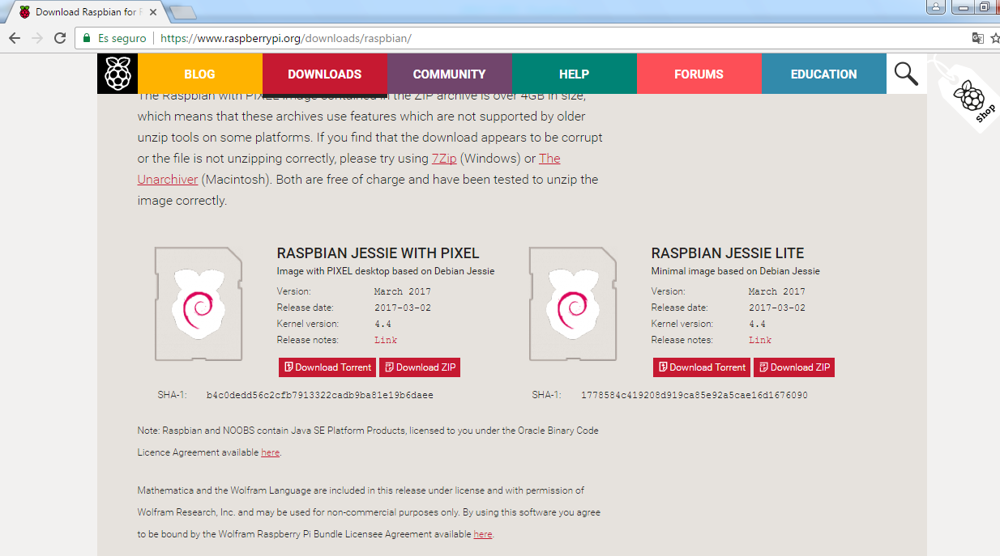 Download Raspbian for R
Es seguro https://www.raspberrypi.org/downloads/raspbian/
BLOG DOWNLOADS COMMUNITY HELP FORUMS EDUCATION
Shop
The Raspbian with PIXEL image contained in the ZIP archive is over 4GB in size,
which means that these archives use features which are not supported by older
unzip tools on some platforms. If you find that the download appears to be corrupt
or the file is not unzipping correctly, please try using 7Zip (Windows) or The
Unarchiver (Macintosh). Both are free of charge and have been tested to unzip the
image correctly.
RASPBIAN JESSIE WITH PIXEL
Image with PIXEL desktop based on Debian Jessie
Version: March 2017
Release date: 2017-03-02
Kernel version: 4.4
Release notes: Link
Download Torrent Download ZIP
SHA-1: b4c0dedd56c2cfb7913322cadb9ba81e19b6daee
RASPBIAN JESSIE LITE
Minimal image based on Debian Jessie
Version: March 2017
Release date: 2017-03-02
Kernel version: 4.4
Release notes: Link
Download Torrent Download ZIP
SHA-1: 1778584c419208d919ca85e92a5cae16d1676090
Note: Raspbian and NOOBS contain Java SE Platform Products, licensed to you under the Oracle Binary Code
Licence Agreement available here.
Mathematica and the Wolfram Language are included in this release under license and with permission of
Wolfram Research, Inc. and may be used for non-commercial purposes only. By using this software you agree
to be bound by the Wolfram Raspberry Pi Bundle Licensee Agreement available here.